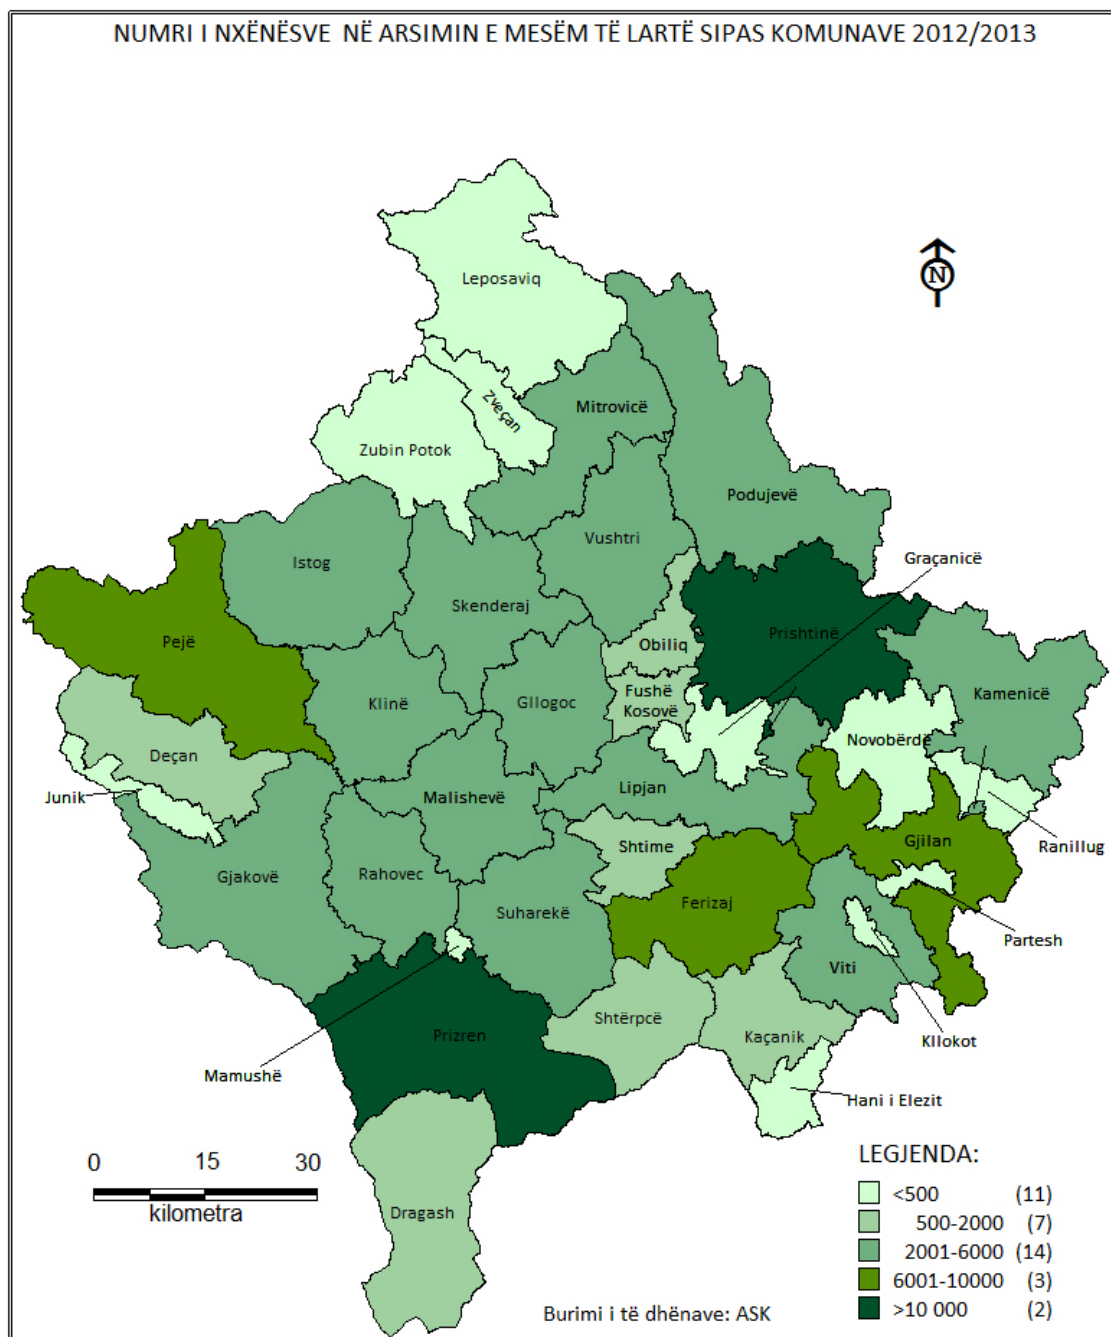 NUMRI I NXËNËSVE NË ARSIMIN E MESËM TË LARTË SIPAS KOMUNAVE 2012/2013
N
Leposaviq
Zveçan
Mitrovicë
Zubin Potok
Podujevë
Vushtri
Graçanicë
Istog
Skenderaj
Prishtinë
Pejë
Obiliq
Kamenicë
Klinë
Gllogoc
Fushë
Kosovë
Novobërdë
Deçan
Junik
Malishevë
Lipjan
Gjilan
Ranillug
Shtime
Gjakovë
Rahovec
Suharekë
Ferizaj
Partesh
Viti
Shtërpcë
Kaçanik
Prizren
Kllokot
Mamushë
Hani i Elezit
Dragash
0 15 30
kilometra
LEGJENDA:
<500 (11)
500-2000 (7)
2001-6000 (14)
6001-10000 (3)
>10 000 (2)
Burimi i të dhënave: ASK